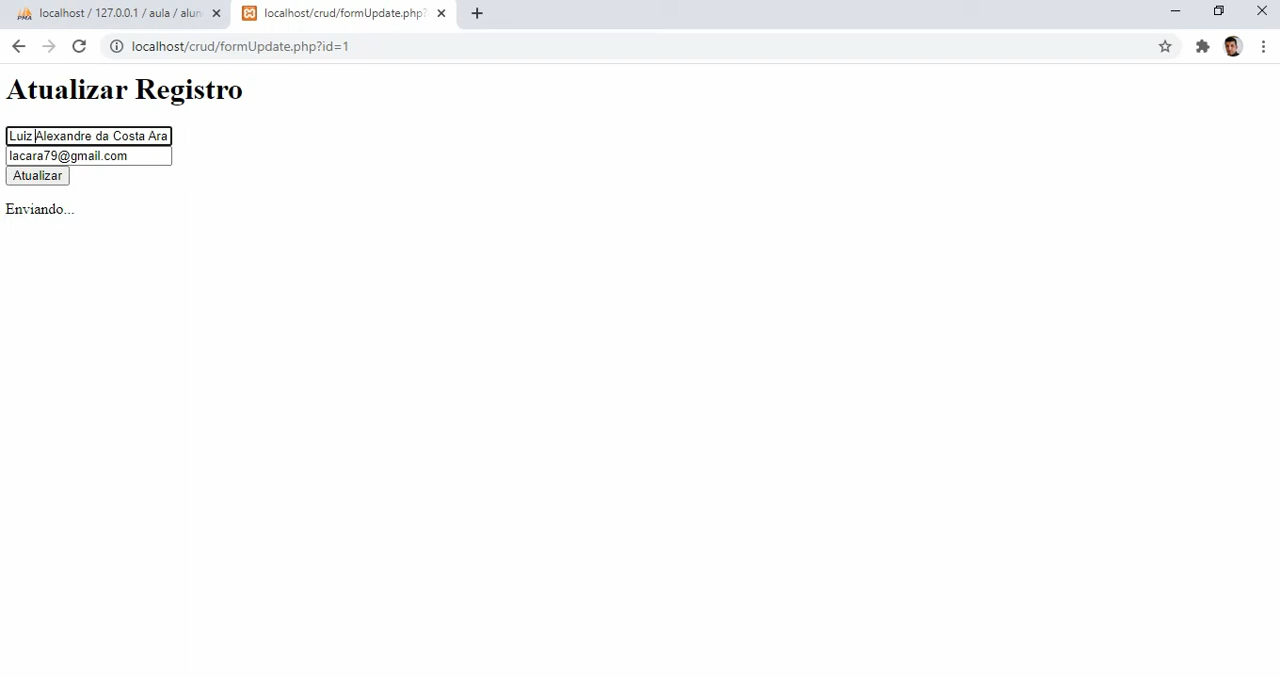 localhost / 127.0.0.1 / aula / alun
localhost/crud/formUpdate.php?
localhost/crud/formUpdate.php?id=1
Atualizar Registro
Luiz Alexandre da Costa Ara
lacara79@gmail.com
Atualizar
Enviando...